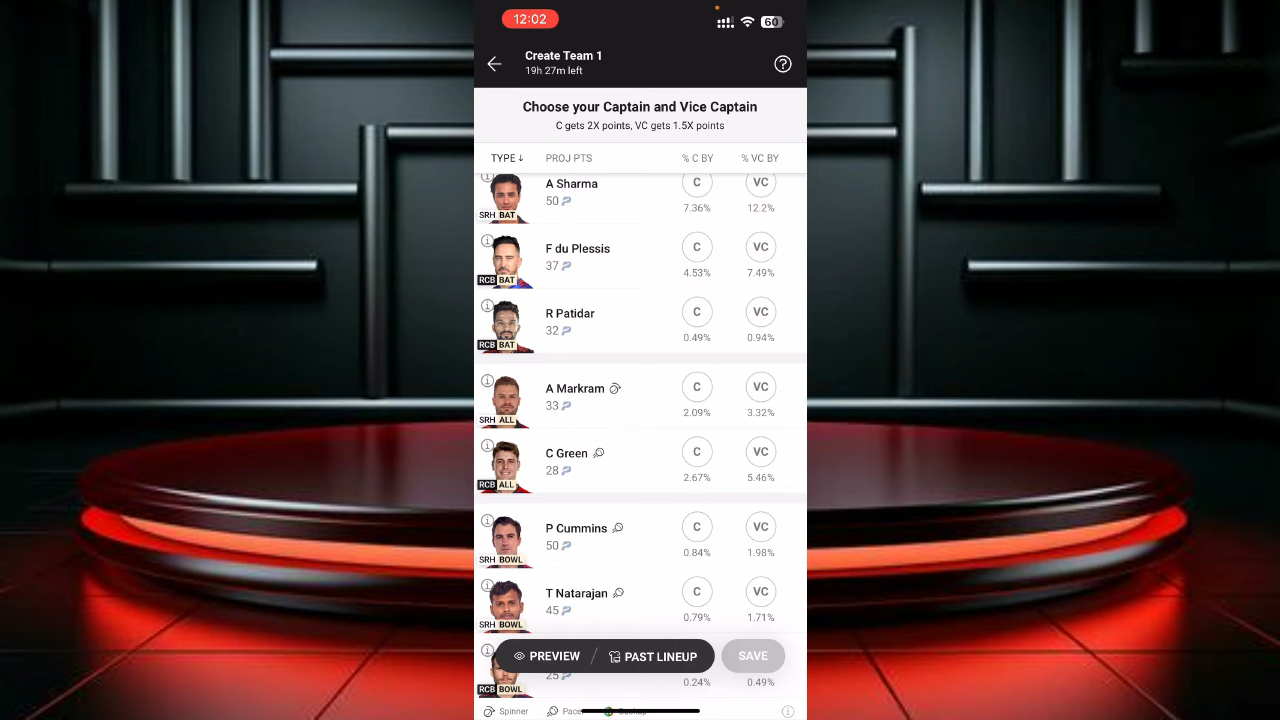 12:02
60
Create Team 1
19h 27m left
Choose your Captain and Vice Captain
C gets 2X points, VC gets 1.5X points
TYPE↓ PROJ PTS % C BY % VC BY
A Sharma C VC
50 7.36% 12.2%
SRH BAT
F du Plessis C VC
37 4.53% 7.49%
RCB BAT
R Patidar C VC
32 0.49% 0.94%
RCB BAT
A Markram C VC
33 2.09% 3.32%
SRH ALL
C Green C VC
28 2.67% 5.46%
RCB ALL
P Cummins C VC
50 0.84% 1.98%
SRH BOWL
T Natarajan C VC
45 0.79% 1.71%
SRH BOWL
PREVIEW / PAST LINEUP SAVE
25 0.24% 0.49%
RCB BOWL
Spinner